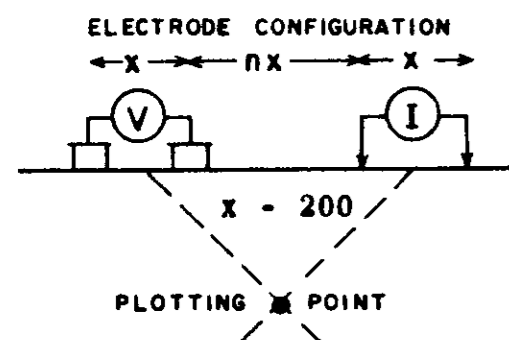 ELECTRODE CONFIGURATION
X nX X
V I
X - 200
PLOTTING POINT